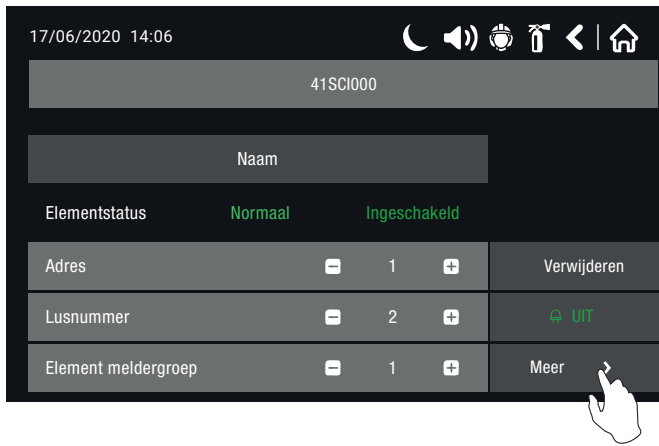 17/06/2020 14:06
41SCI000
Naam
Elementstatus Normaal Ingeschakeld
Adres 1 Verwijderen
Lusnummer 2 UIT
Element meldergroep 1 Meer